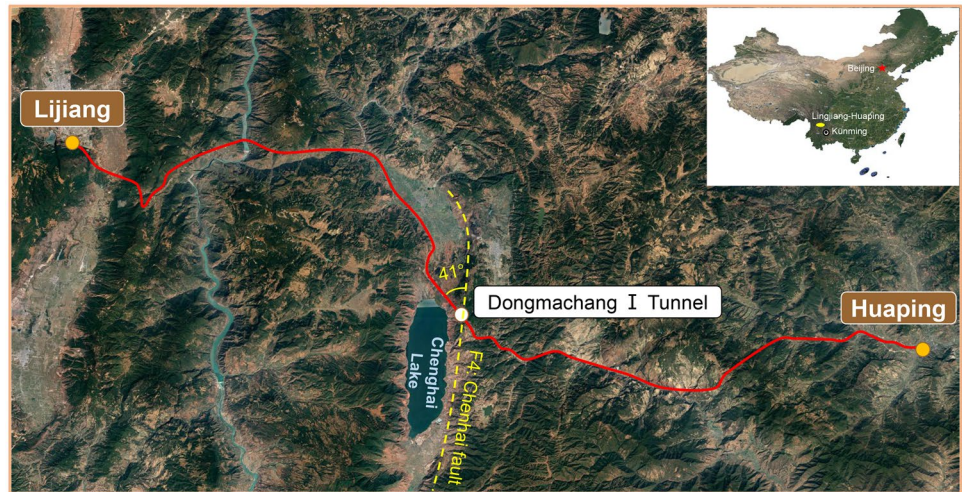 Lijiang
Beijing
Lingjiang-Huaping
Kunming
41°
Dongmachang I Tunnel
Huaping
Chenghai
Lake
F4: Chenhai fault